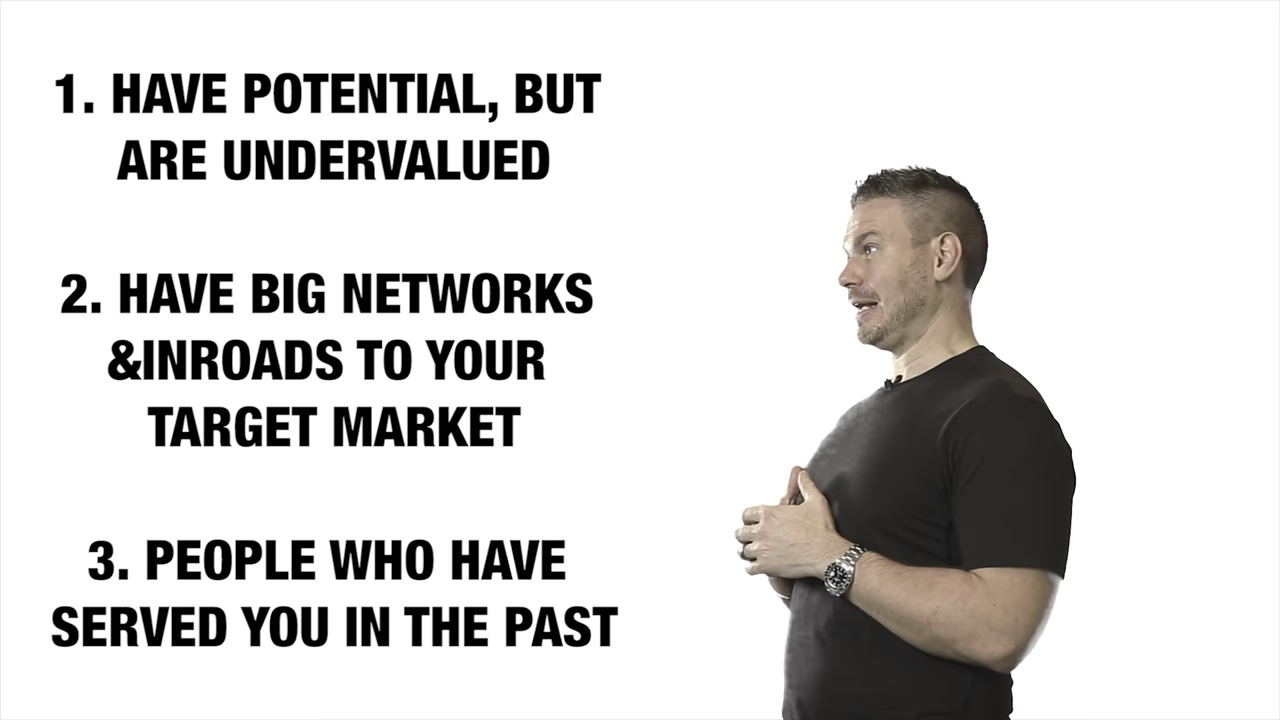 1. HAVE POTENTIAL, BUT
ARE UNDERVALUED
2. HAVE BIG NETWORKS
&INROADS TO YOUR
TARGET MARKET
3. PEOPLE WHO HAVE
SERVED YOU IN THE PAST